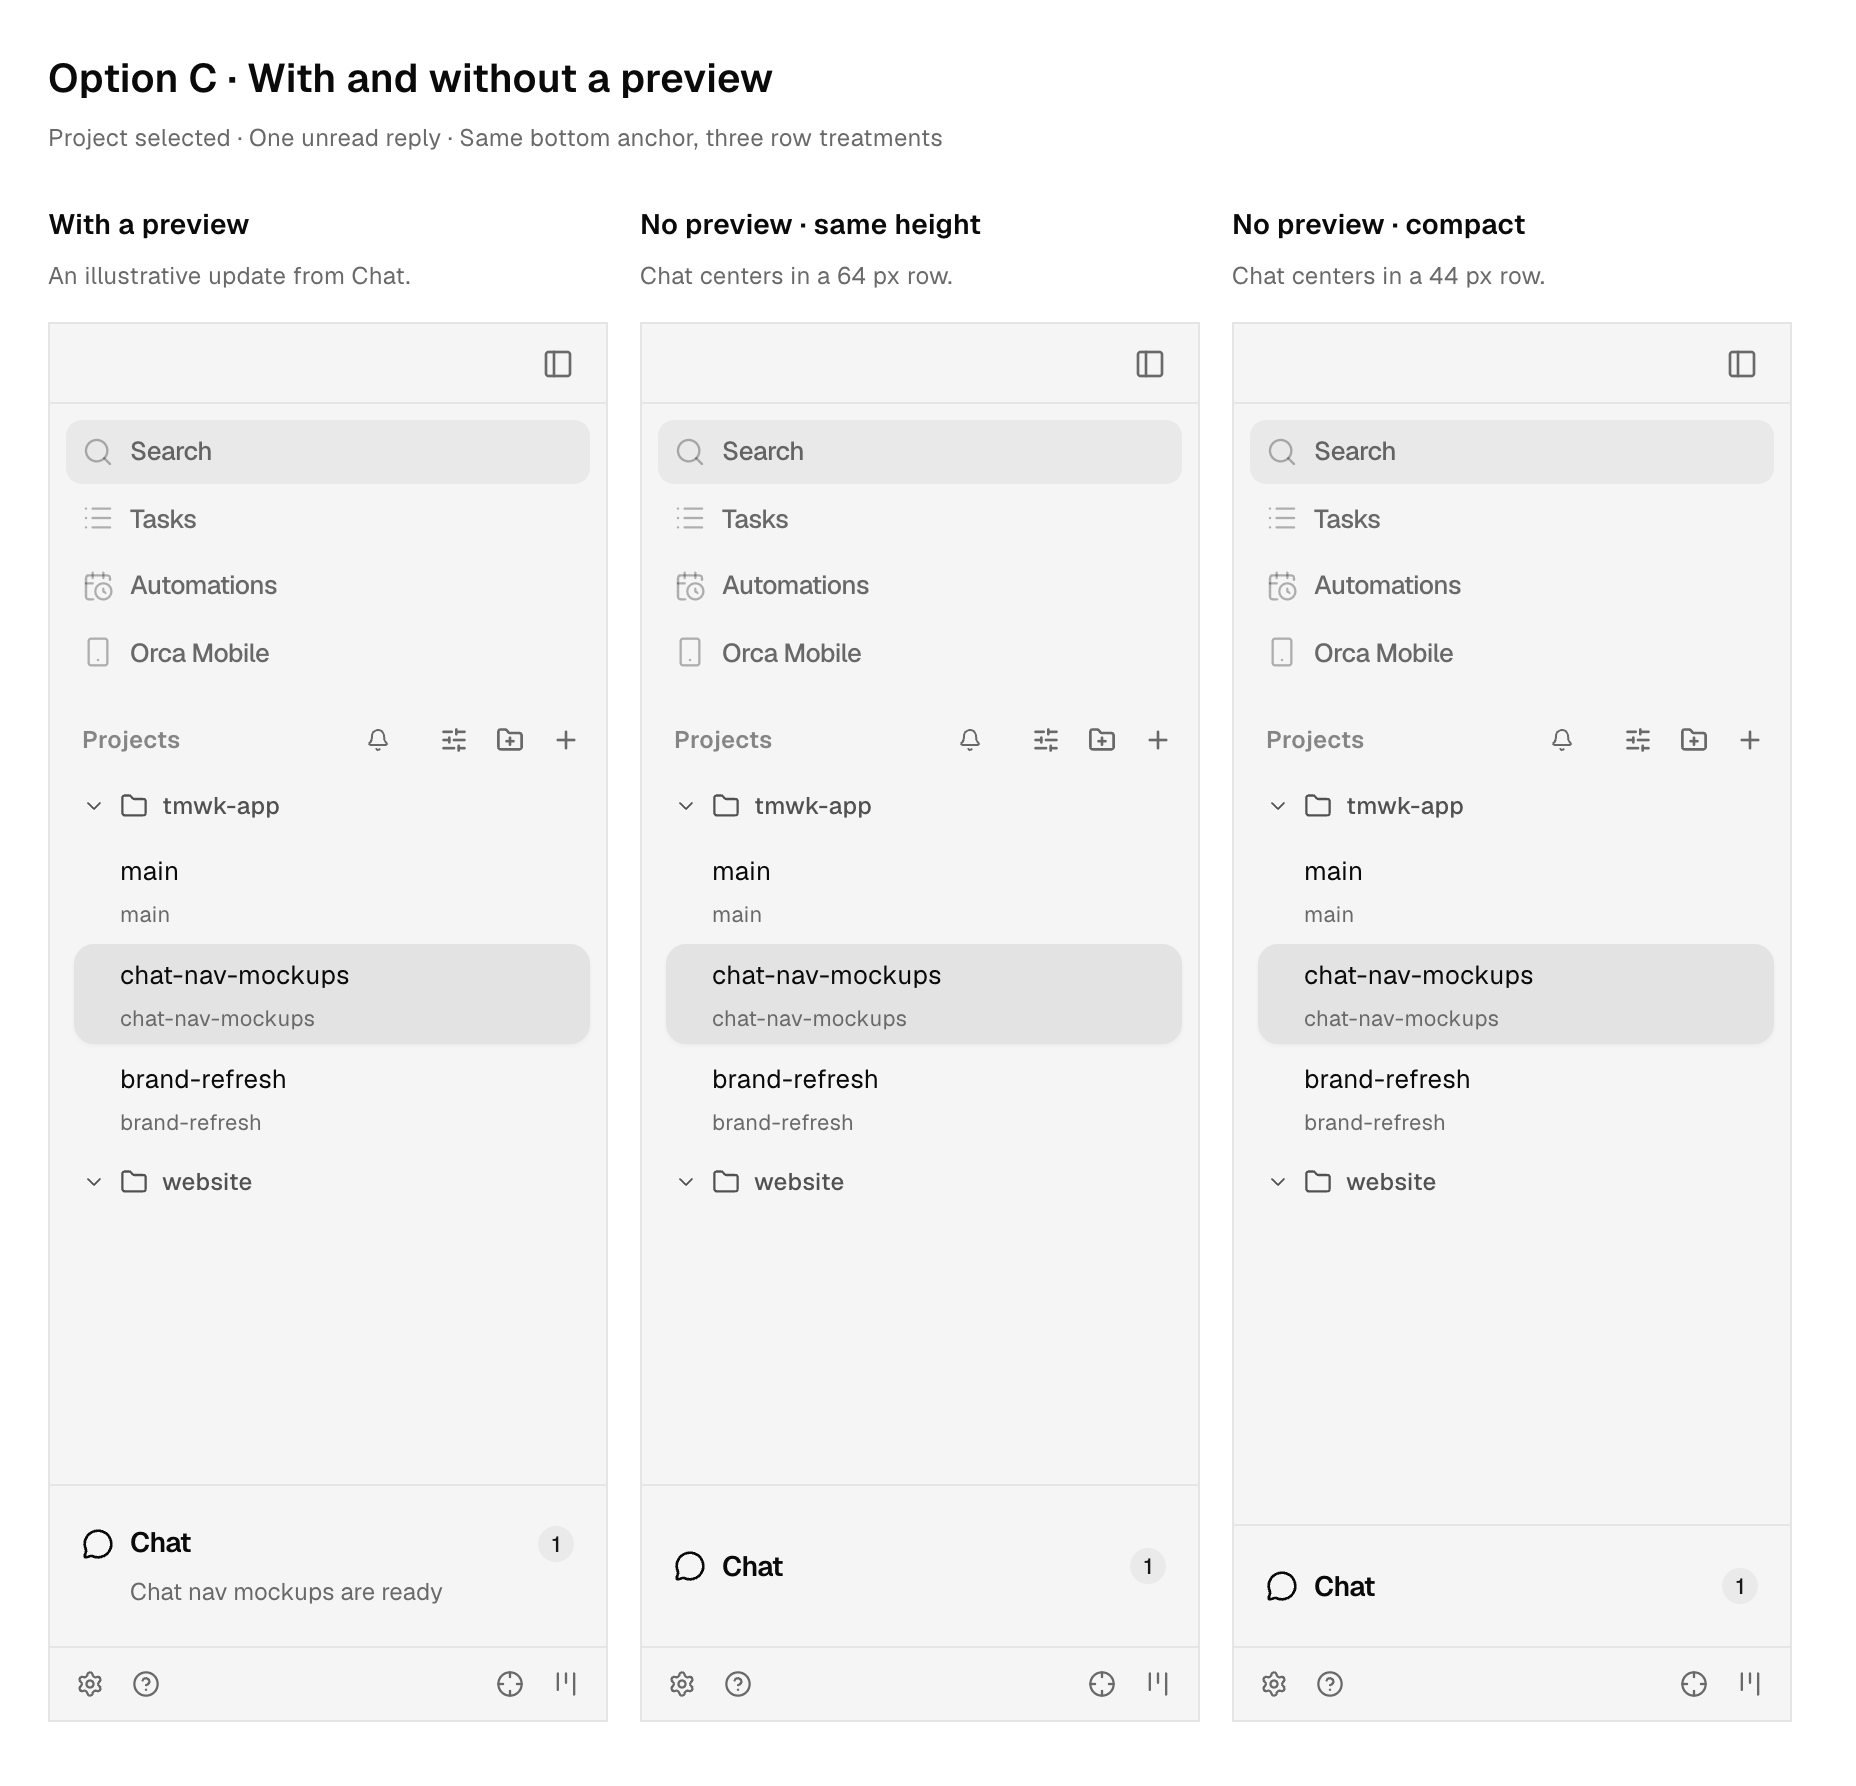 Option C · With and without a preview
Project selected · One unread reply · Same bottom anchor, three row treatments
With a preview
An illustrative update from Chat.
Search
Tasks
Automations
Orca Mobile
Projects
tmwk-app
main
main
chat-nav-mockups
chat-nav-mockups
brand-refresh
brand-refresh
website
Chat
1
Chat nav mockups are ready
No preview · same height
Chat centers in a 64 px row.
Search
Tasks
Automations
Orca Mobile
Projects
tmwk-app
main
main
chat-nav-mockups
chat-nav-mockups
brand-refresh
brand-refresh
website
Chat
1
No preview · compact
Chat centers in a 44 px row.
Search
Tasks
Automations
Orca Mobile
Projects
tmwk-app
main
main
chat-nav-mockups
chat-nav-mockups
brand-refresh
brand-refresh
website
Chat
1